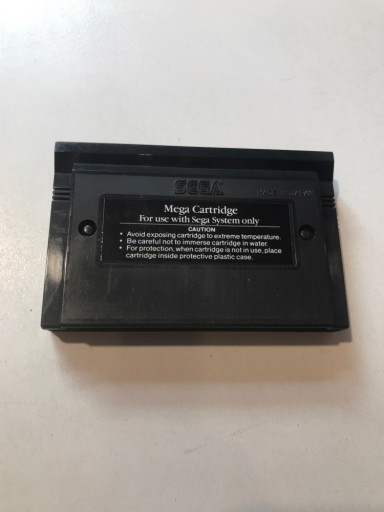 SEGA
Mega Cartridge
For use with Sega System only
CAUTION
• Avoid exposing cartridge to extreme temperature.
• Be careful not to immerse cartridge in water.
• For protection, when cartridge is not in use, place
cartridge inside protective plastic case.